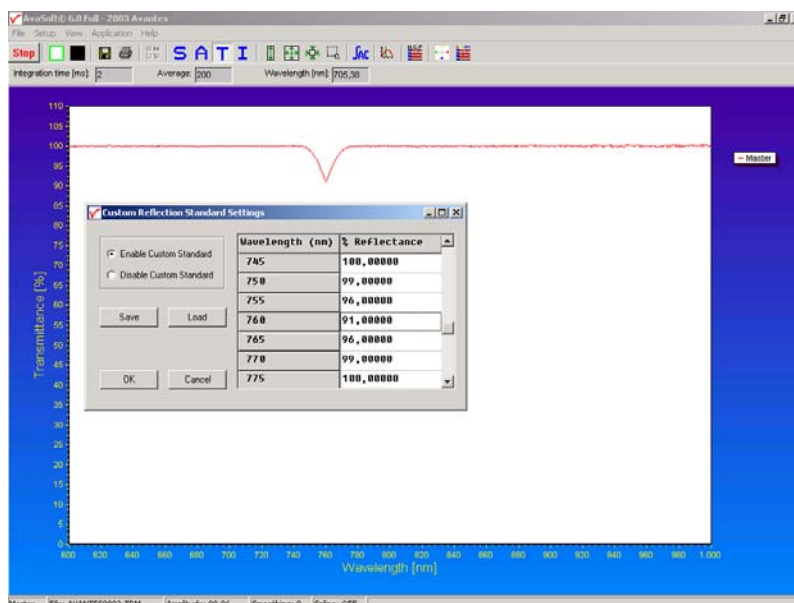 AvaSoft© 6.0 Full - 2003 Avantes
File Setup View Application Help
Stop S A T I
Integration time [ms]: 2 Average: 200 Wavelength [nm]: 705,38
110
105
100
95
90
85
80
75
70
65
60
55
50
45
40
35
30
25
20
15
10
5
0
Transmittance [%]
Master
Custom Reflection Standard Settings
Enable Custom Standard
Disable Custom Standard
Save Load
OK Cancel
Wavelength (nm) % Reflectance
745 100,00000
750 99,00000
755 96,00000
760 91,00000
765 96,00000
770 99,00000
775 100,00000
600 620 640 660 680 700 720 740 760 780 800 820 840 860 880 900 920 940 960 980 1.000
Wavelength [nm]